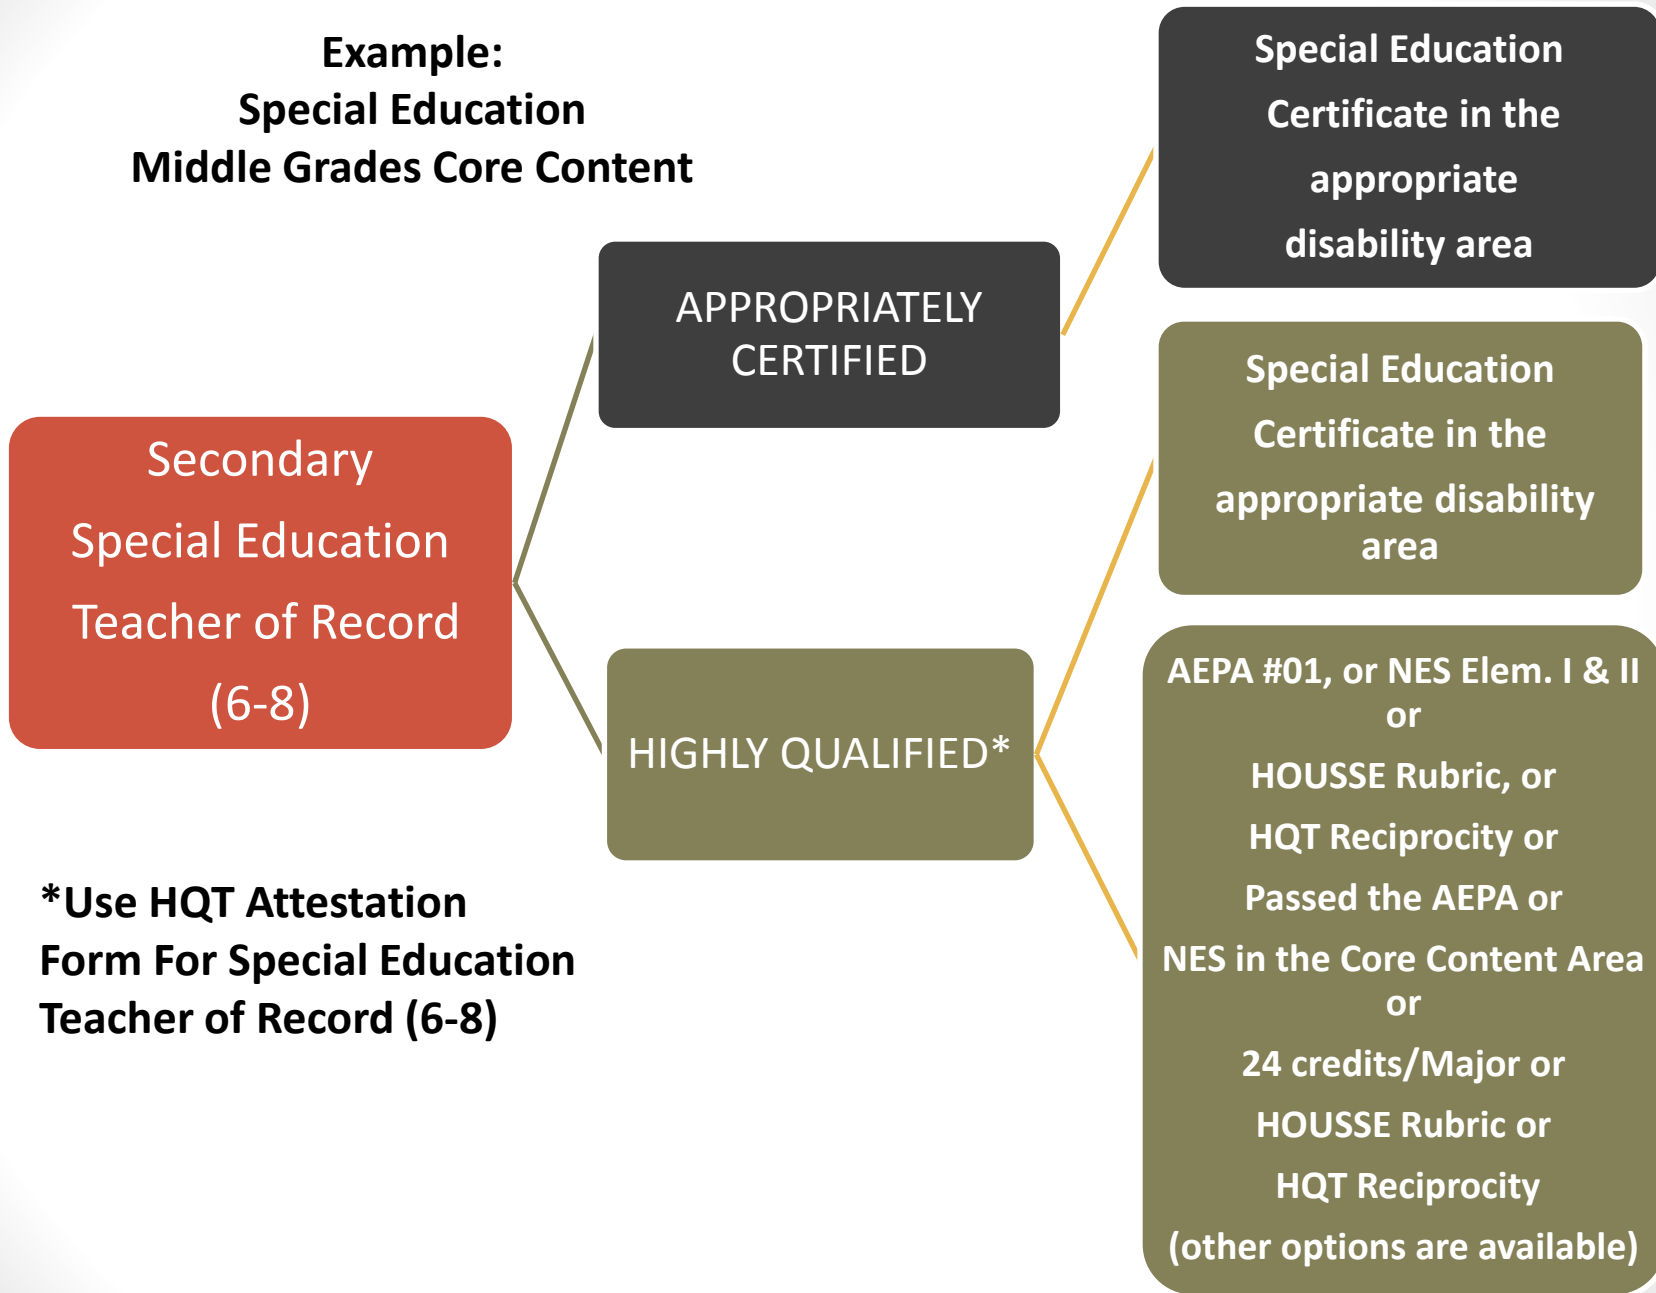 Example:
Special Education
Middle Grades Core Content
Secondary
Special Education
Teacher of Record
(6-8)
APPROPRIATELY
CERTIFIED
HIGHLY QUALIFIED*
Special Education
Certificate in the
appropriate
disability area
Special Education
Certificate in the
appropriate disability
area
AEPA #01, or NES Elem. I & II
or
HOUSSE Rubric, or
HQT Reciprocity or
Passed the AEPA or
NES in the Core Content Area
or
24 credits/Major or
HOUSSE Rubric or
HQT Reciprocity
(other options are available)
*Use HQT Attestation
Form For Special Education
Teacher of Record (6-8)